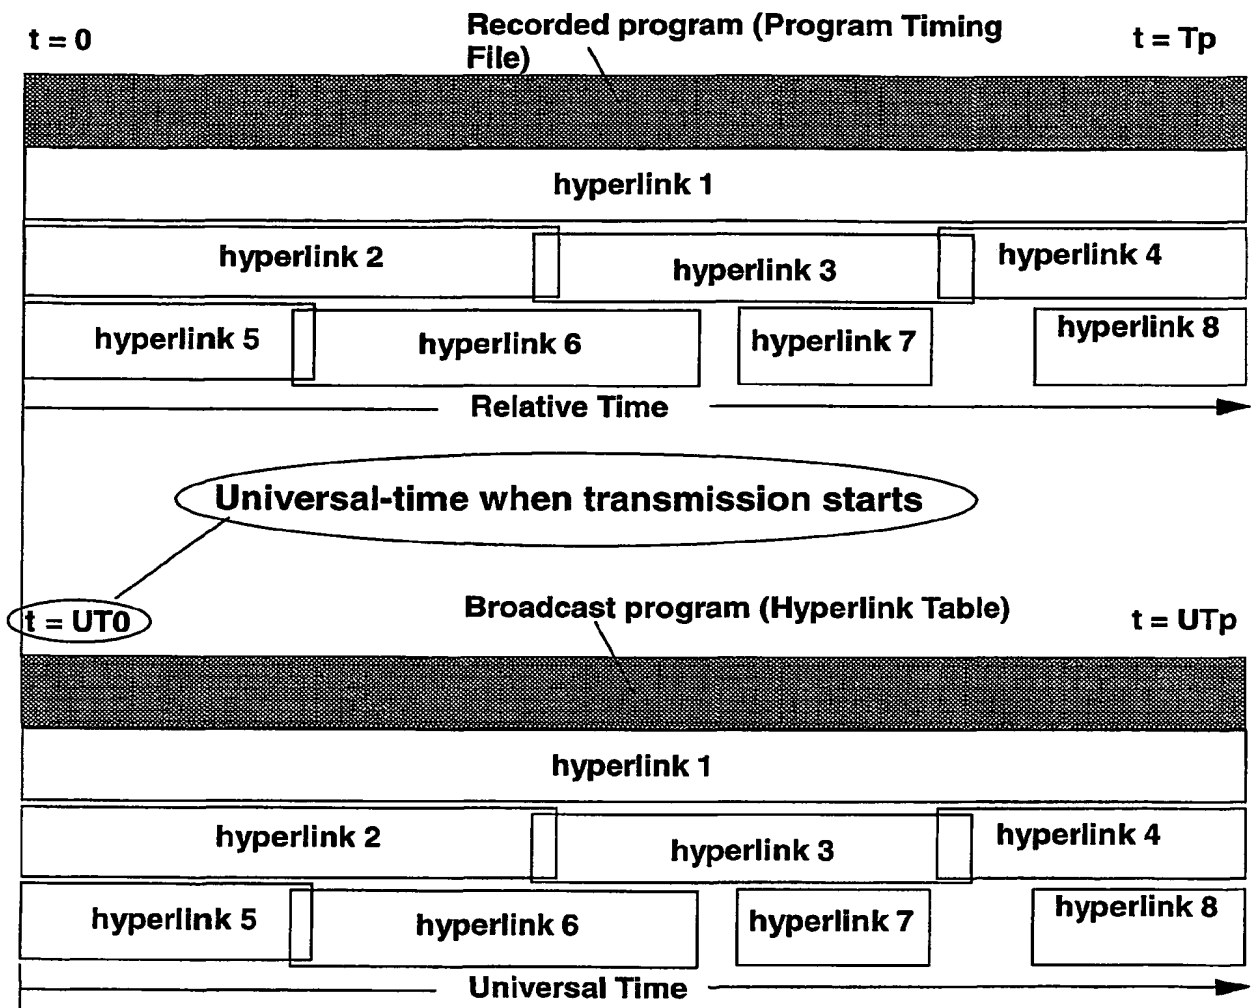 t = 0
Recorded program (Program Timing
File)
t = Tp
hyperlink 1
hyperlink 2
hyperlink 3
hyperlink 4
hyperlink 5
hyperlink 6
hyperlink 7
hyperlink 8
Relative Time
Universal-time when transmission starts
t = UT0
Broadcast program (Hyperlink Table)
t = UTp
hyperlink 1
hyperlink 2
hyperlink 3
hyperlink 4
hyperlink 5
hyperlink 6
hyperlink 7
hyperlink 8
Universal Time